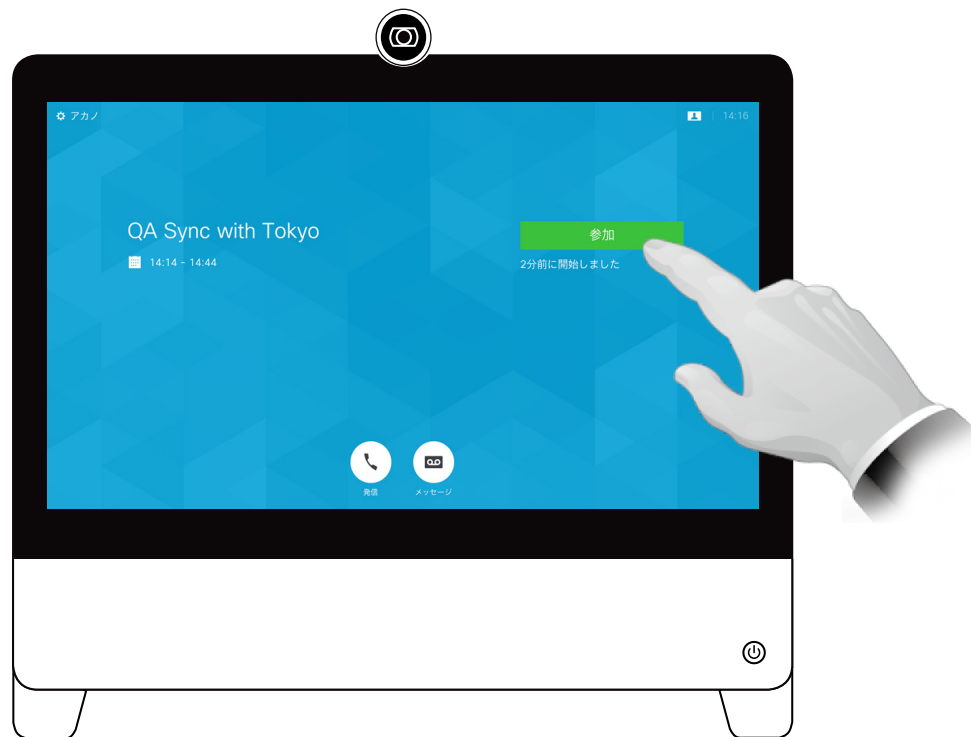 アカノ
14:16
QA Sync with Tokyo
14:14 - 14:44
参加
2分前に開始しました
発信
メッセージ